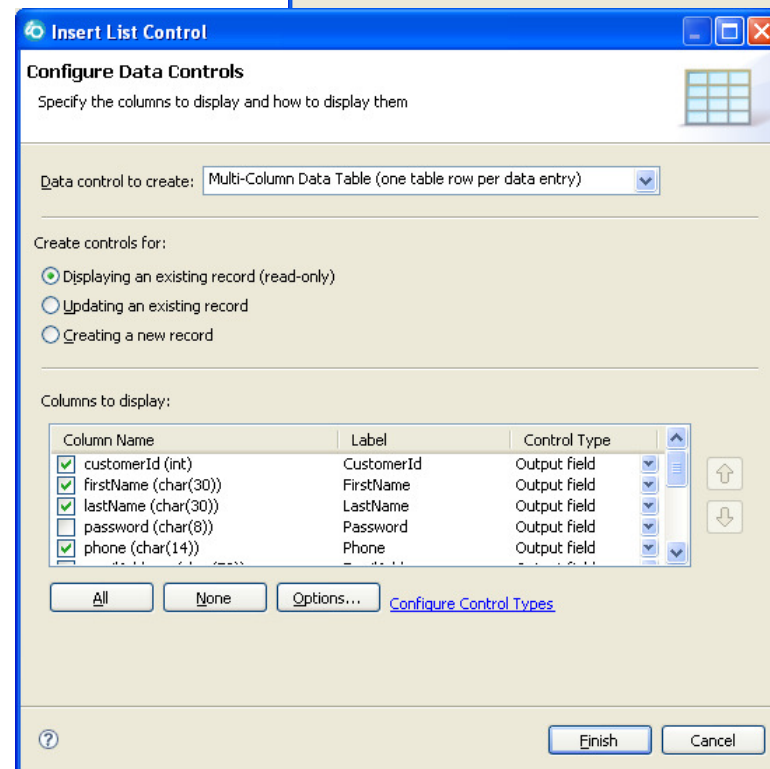 Insert List Control
Configure Data Controls
Specify the columns to display and how to display them
Data control to create: Multi-Column Data Table (one table row per data entry)
Create controls for:
Displaying an existing record (read-only)
Updating an existing record
Creating a new record
Columns to display:
Column Name Label Control Type
customerId (int) CustomerId Output field
firstName (char(30)) FirstName Output field
lastName (char(30)) LastName Output field
password (char(8)) Password Output field
phone (char(14)) Phone Output field
All None Options... Configure Control Types
? Finish Cancel